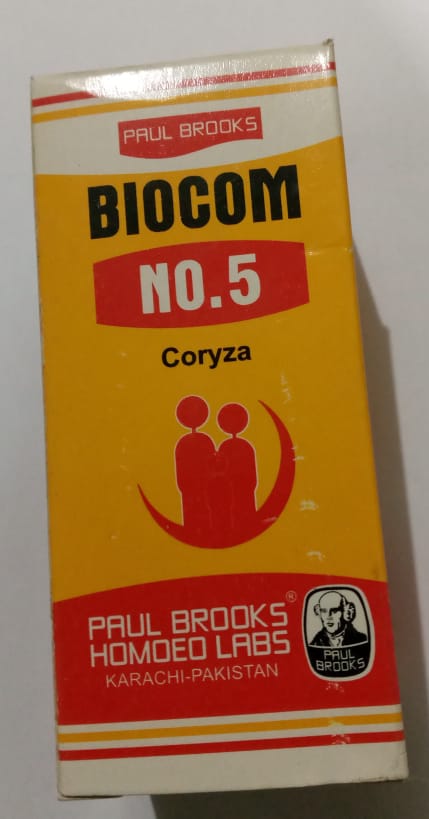 PAUL BROOKS
BIOCOM
NO.5
Coryza
PAUL BROOKS®
HOMOEO LABS
KARACHI-PAKISTAN
PAUL
BROOKS